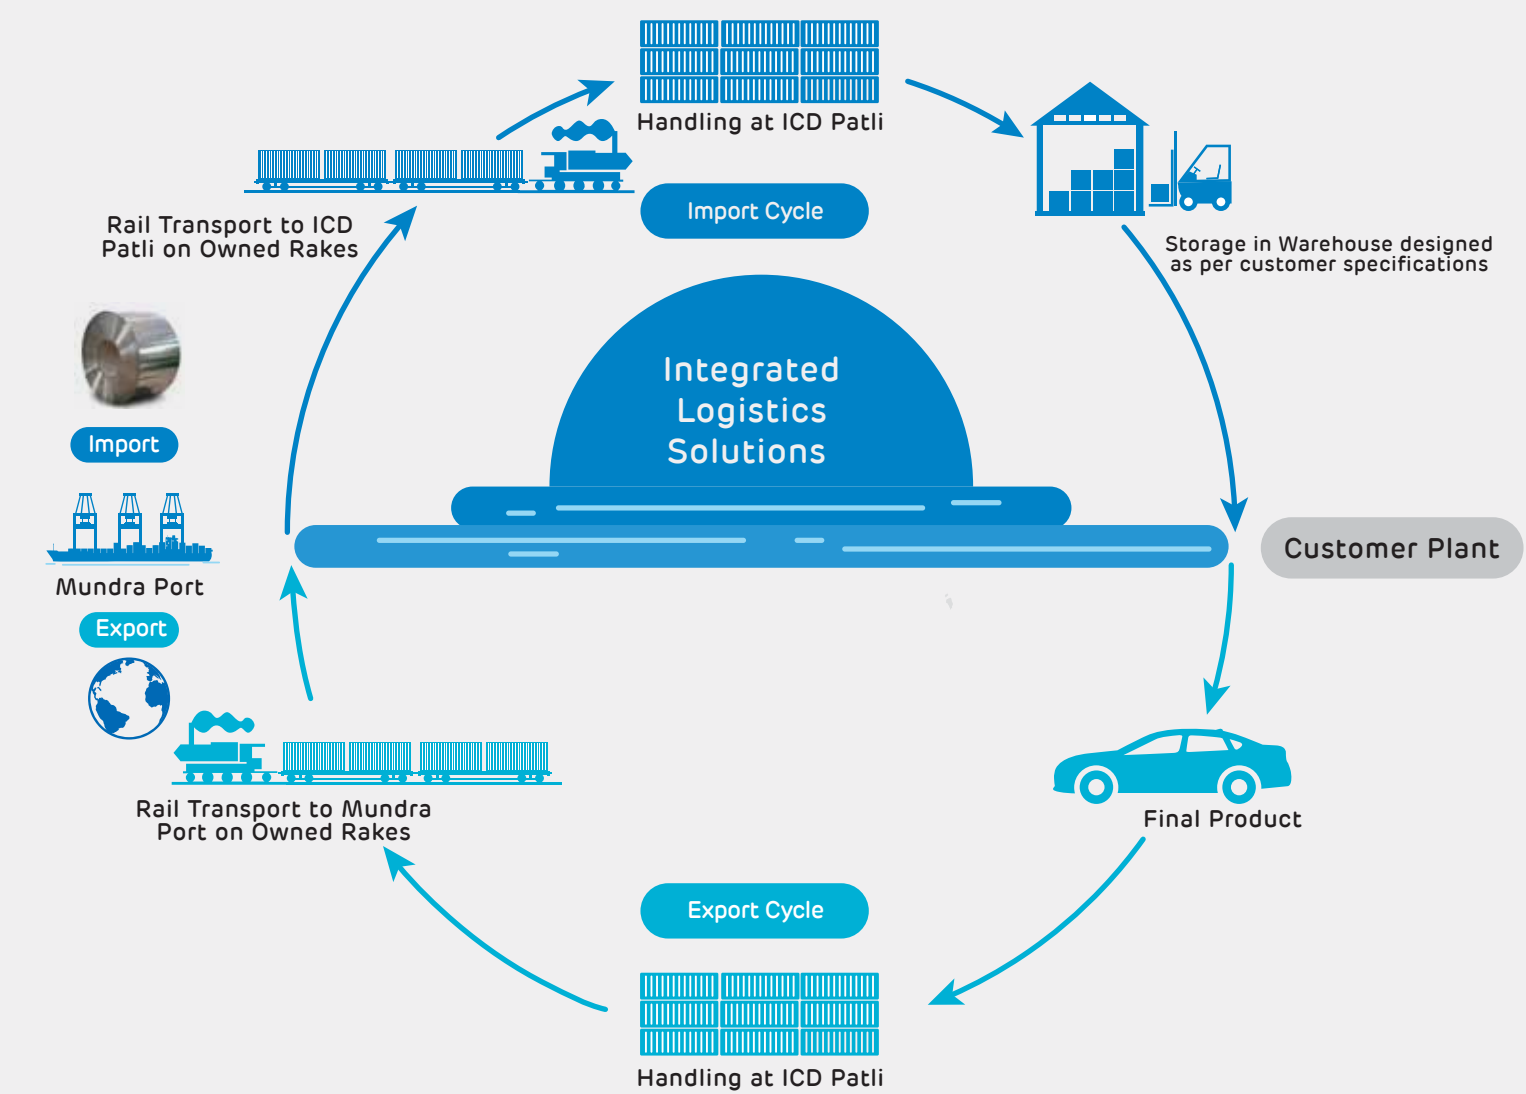 Handling at ICD Patli
Import Cycle
Rail Transport to ICD
Patli on Owned Rakes
Storage in Warehouse designed
as per customer specifications
Integrated
Logistics
Solutions
Import
Mundra Port
Export
Customer Plant
Rail Transport to Mundra
Port on Owned Rakes
Final Product
Export Cycle
Handling at ICD Patli